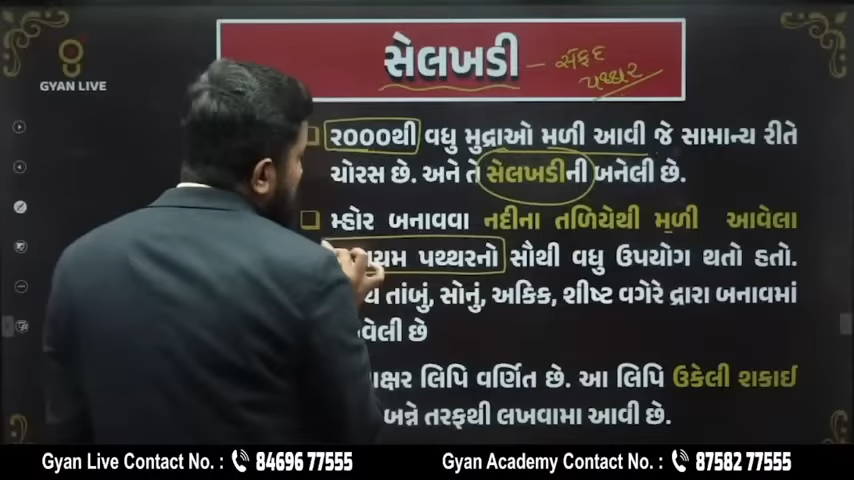 સેલખડી – સફેદ
પથ્થર
GYAN LIVE
૨૦૦૦થી વધુ મુદ્રાઓ મળી આવી જે સામાન્ય રીતે
ચોરસ છે. અને તે સેલખડીની બનેલી છે.
મ્હોર બનાવવા નદીના તળિયેથી મળી આવેલા
પથ્થરનો સૌથી વધુ ઉપયોગ થતો હતો.
તાંબું, સોનું, અકિક, શીષ્ટ વગેરે દ્રારા બનાવમાં
છે
લિપિ વર્ણિત છે. આ લિપિ ઉકેલી શકાઈ
બન્ને તરફથી લખવામા આવી છે.
Gyan Live Contact No. : 84696 77555
Gyan Academy Contact No. : 87582 77555